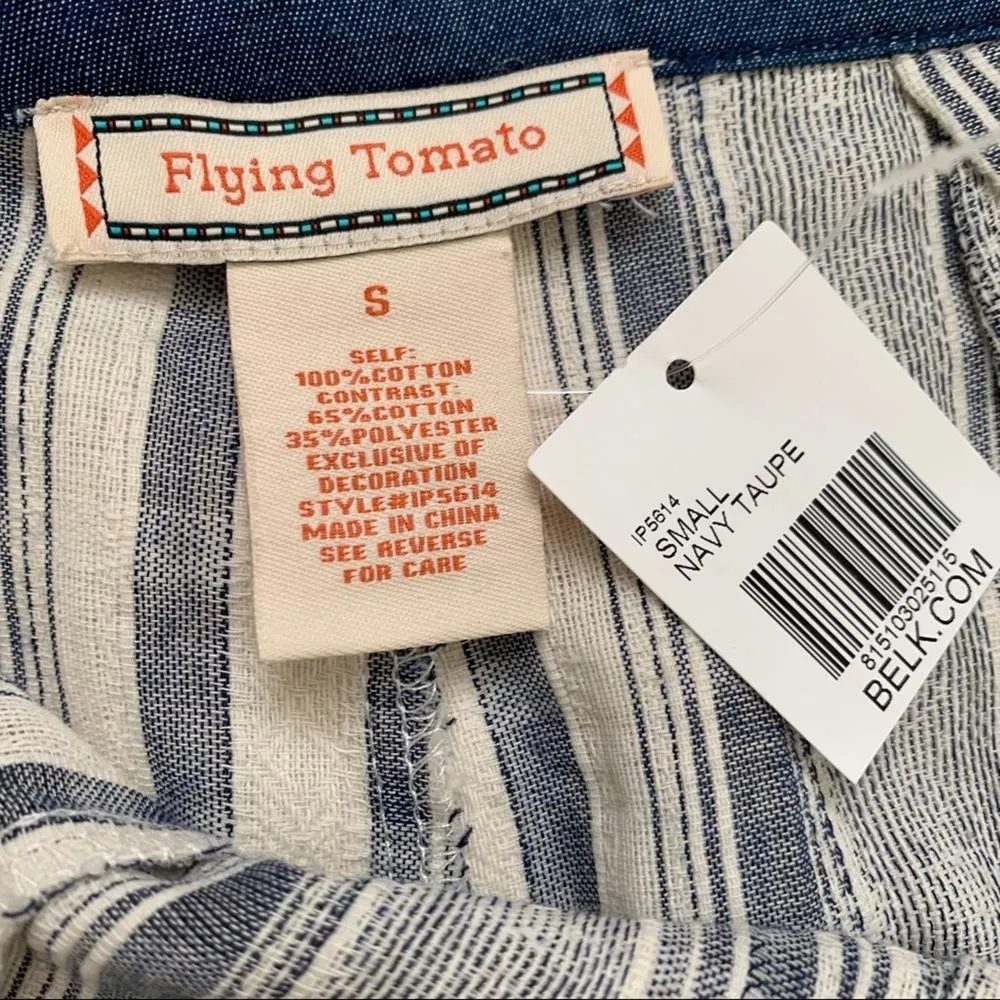 Flying Tomato
S
SELF:
100%COTTON
CONTRAST:
65%COTTON
35%POLYESTER
EXCLUSIVE OF
DECORATION
STYLE#IP5614
MADE IN CHINA
SEE REVERSE
FOR CARE
IP5614
SMALL
NAVY TAUPE
815103025115
BELK.COM